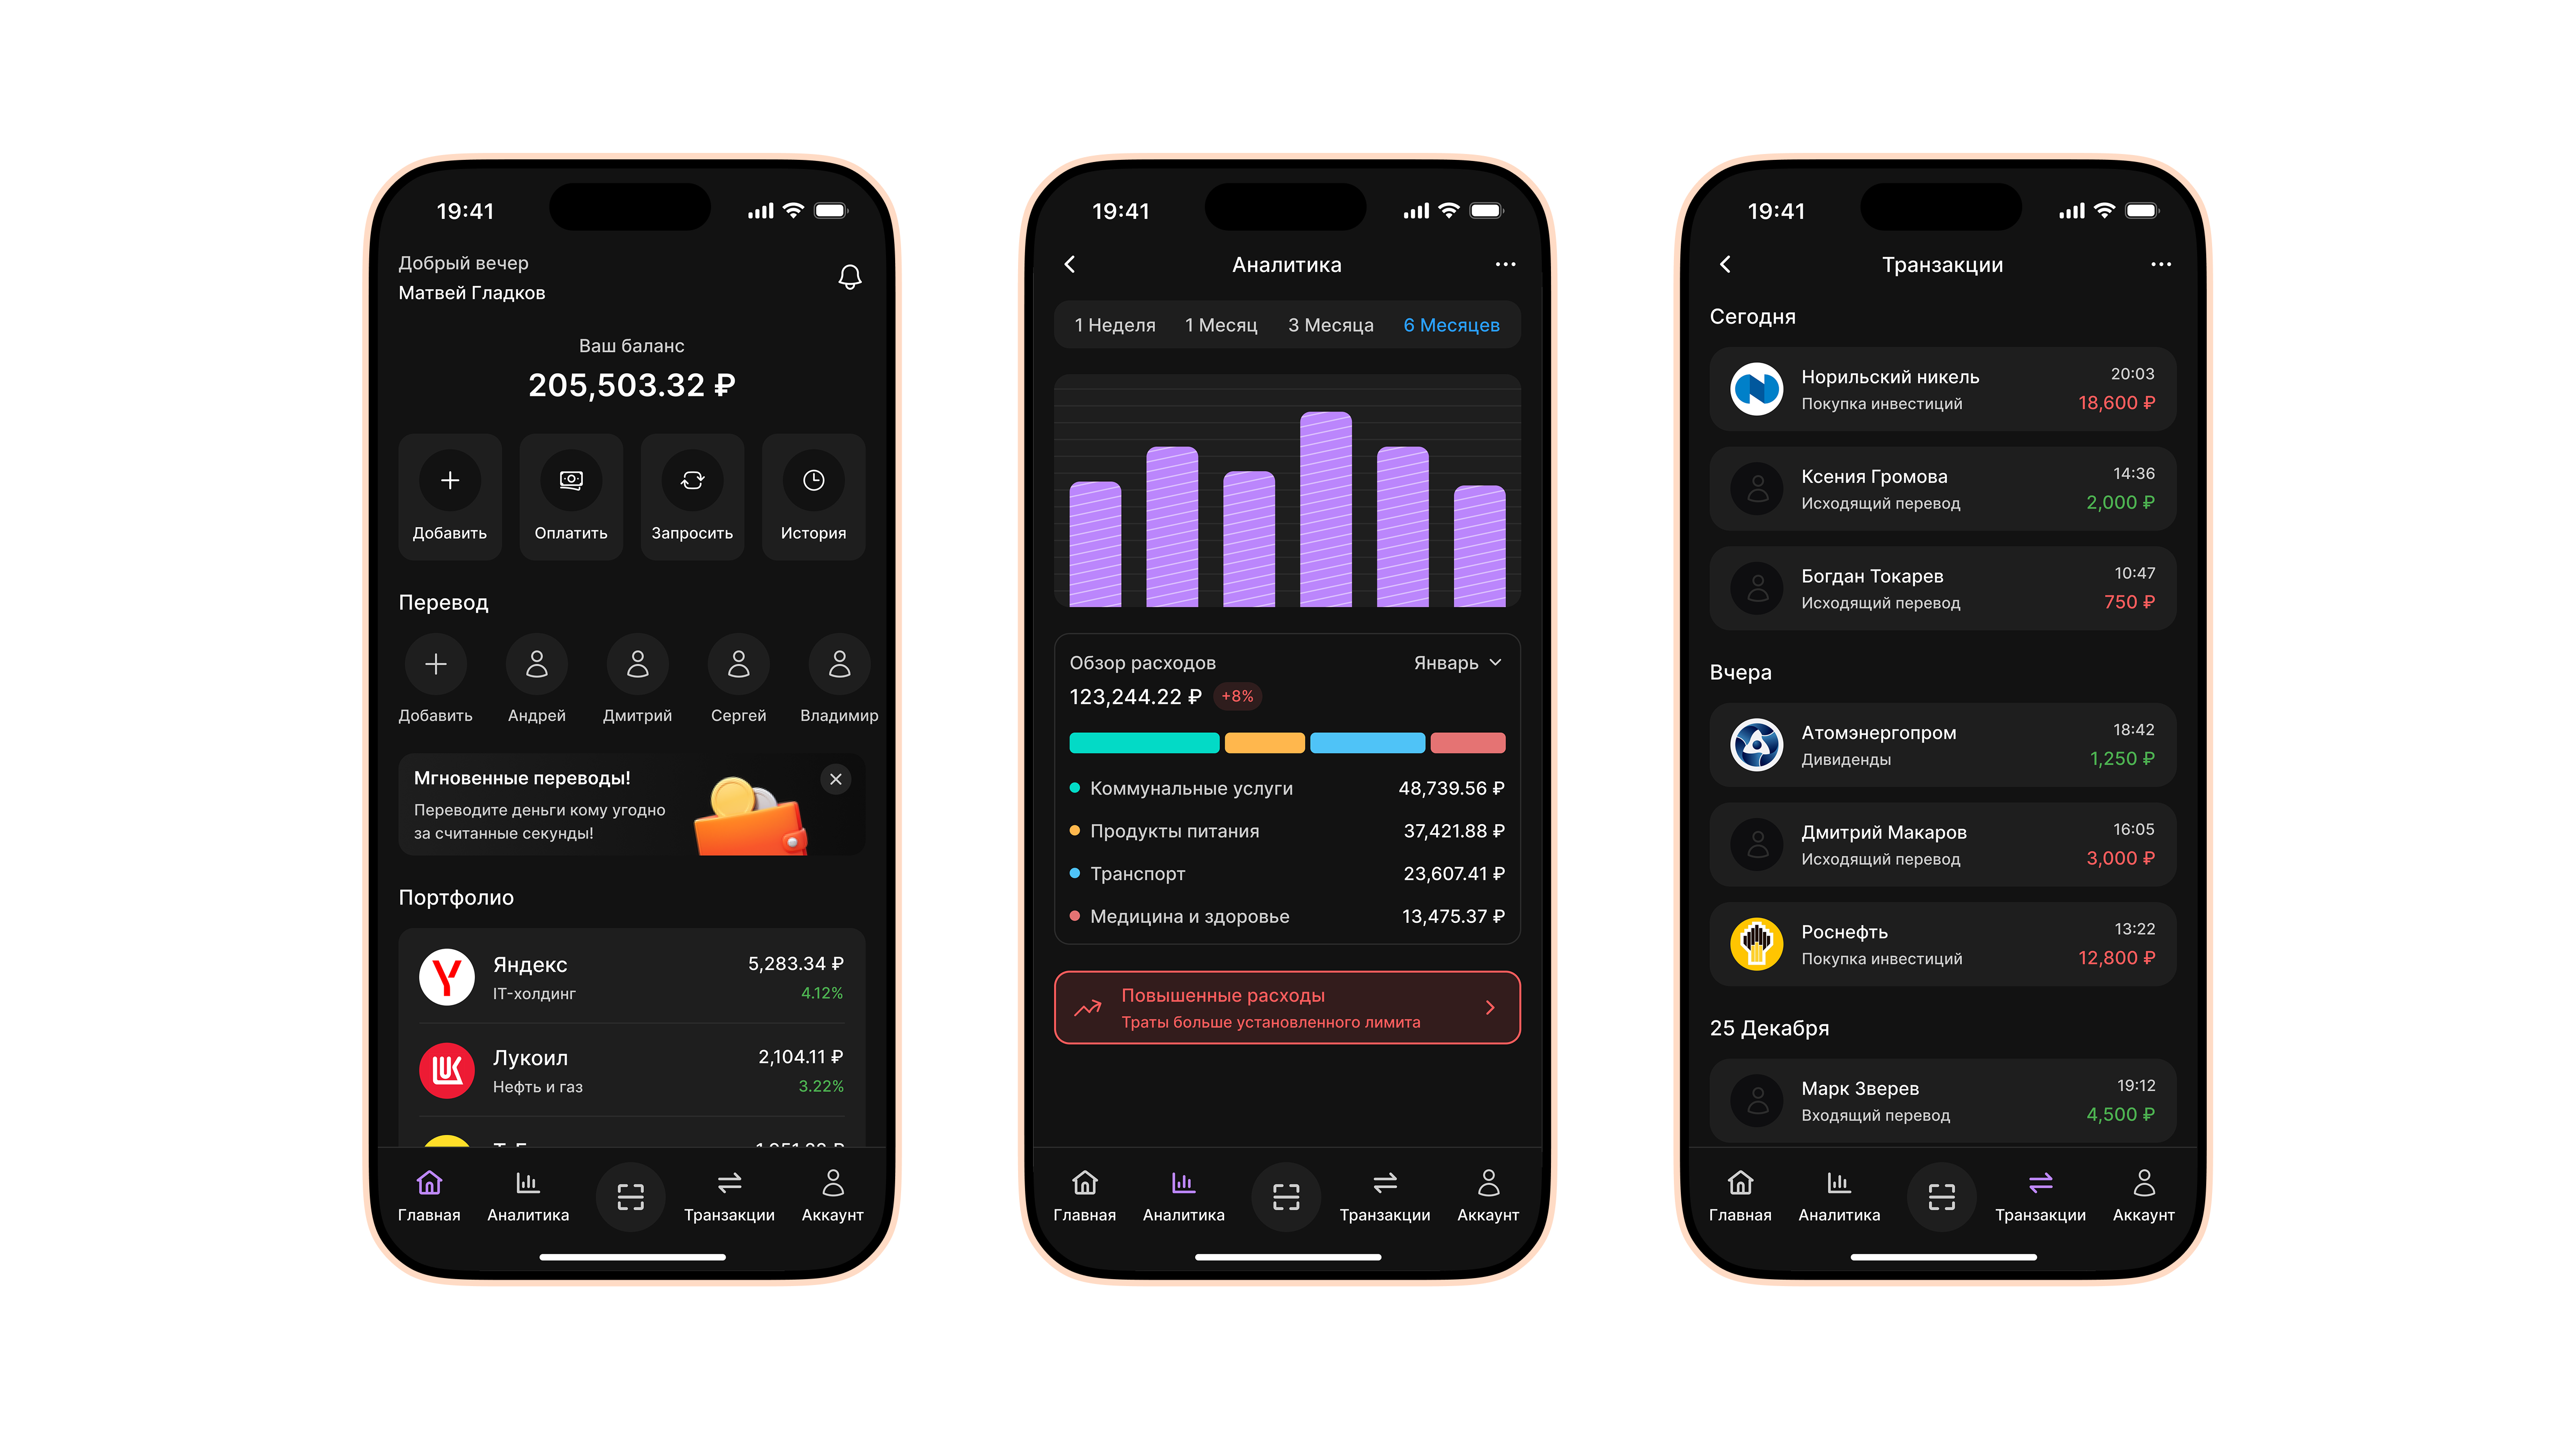 19:41
Добрый вечер
Матвей Гладков
Ваш баланс
205,503.32 ₽
Добавить Оплатить Запросить История
Перевод
Добавить Андрей Дмитрий Сергей Владимир
Мгновенные переводы!
Переводите деньги кому угодно
за считанные секунды!
Портфолио
Яндекс 5,283.34 ₽
IT-холдинг 4.12%
Лукоил 2,104.11 ₽
Нефть и газ 3.22%
Главная Аналитика Транзакции Аккаунт
19:41
Аналитика
1 Неделя 1 Месяц 3 Месяца 6 Месяцев
Обзор расходов Январь
123,244.22 ₽ +8%
Коммунальные услуги 48,739.56 ₽
Продукты питания 37,421.88 ₽
Транспорт 23,607.41 ₽
Медицина и здоровье 13,475.37 ₽
Повышенные расходы
Траты больше установленного лимита
Главная Аналитика Транзакции Аккаунт
19:41
Транзакции
Сегодня
Норильский никель 20:03
Покупка инвестиций 18,600 ₽
Ксения Громова 14:36
Исходящий перевод 2,000 ₽
Богдан Токарев 10:47
Исходящий перевод 750 ₽
Вчера
Атомэнергопром 18:42
Дивиденды 1,250 ₽
Дмитрий Макаров 16:05
Исходящий перевод 3,000 ₽
Роснефть 13:22
Покупка инвестиций 12,800 ₽
25 Декабря
Марк Зверев 19:12
Входящий перевод 4,500 ₽
Главная Аналитика Транзакции Аккаунт